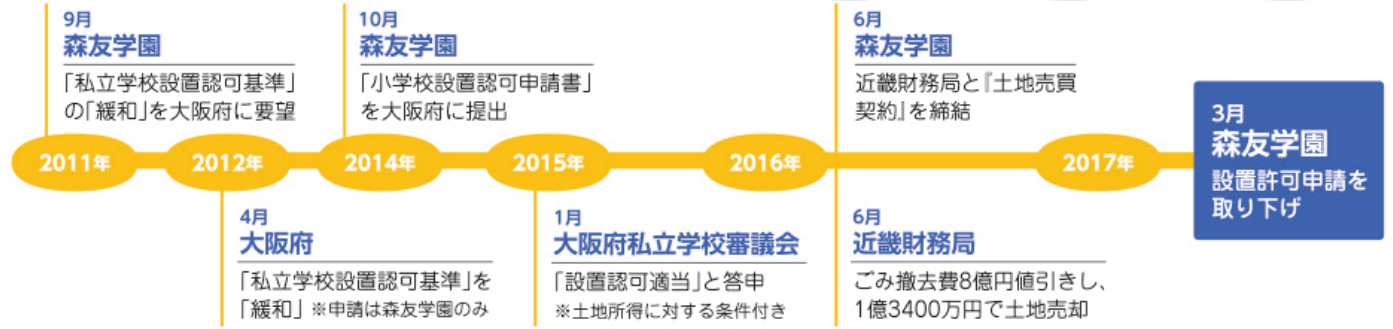 9月
森友学園
「私立学校設置認可基準」
の「緩和」を大阪府に要望
10月
森友学園
「小学校設置認可申請書」
を大阪府に提出
6月
森友学園
近畿財務局と『土地売買
契約』を締結
3月
森友学園
設置許可申請を
取り下げ
2011年
2012年
2014年
2015年
2016年
2017年
4月
大阪府
「私立学校設置認可基準」を
「緩和」※申請は森友学園のみ
1月
大阪府私立学校審議会
「設置認可適当」と答申
※土地所得に対する条件付き
6月
近畿財務局
ごみ撤去費8億円値引きし、
1億3400万円で土地売却